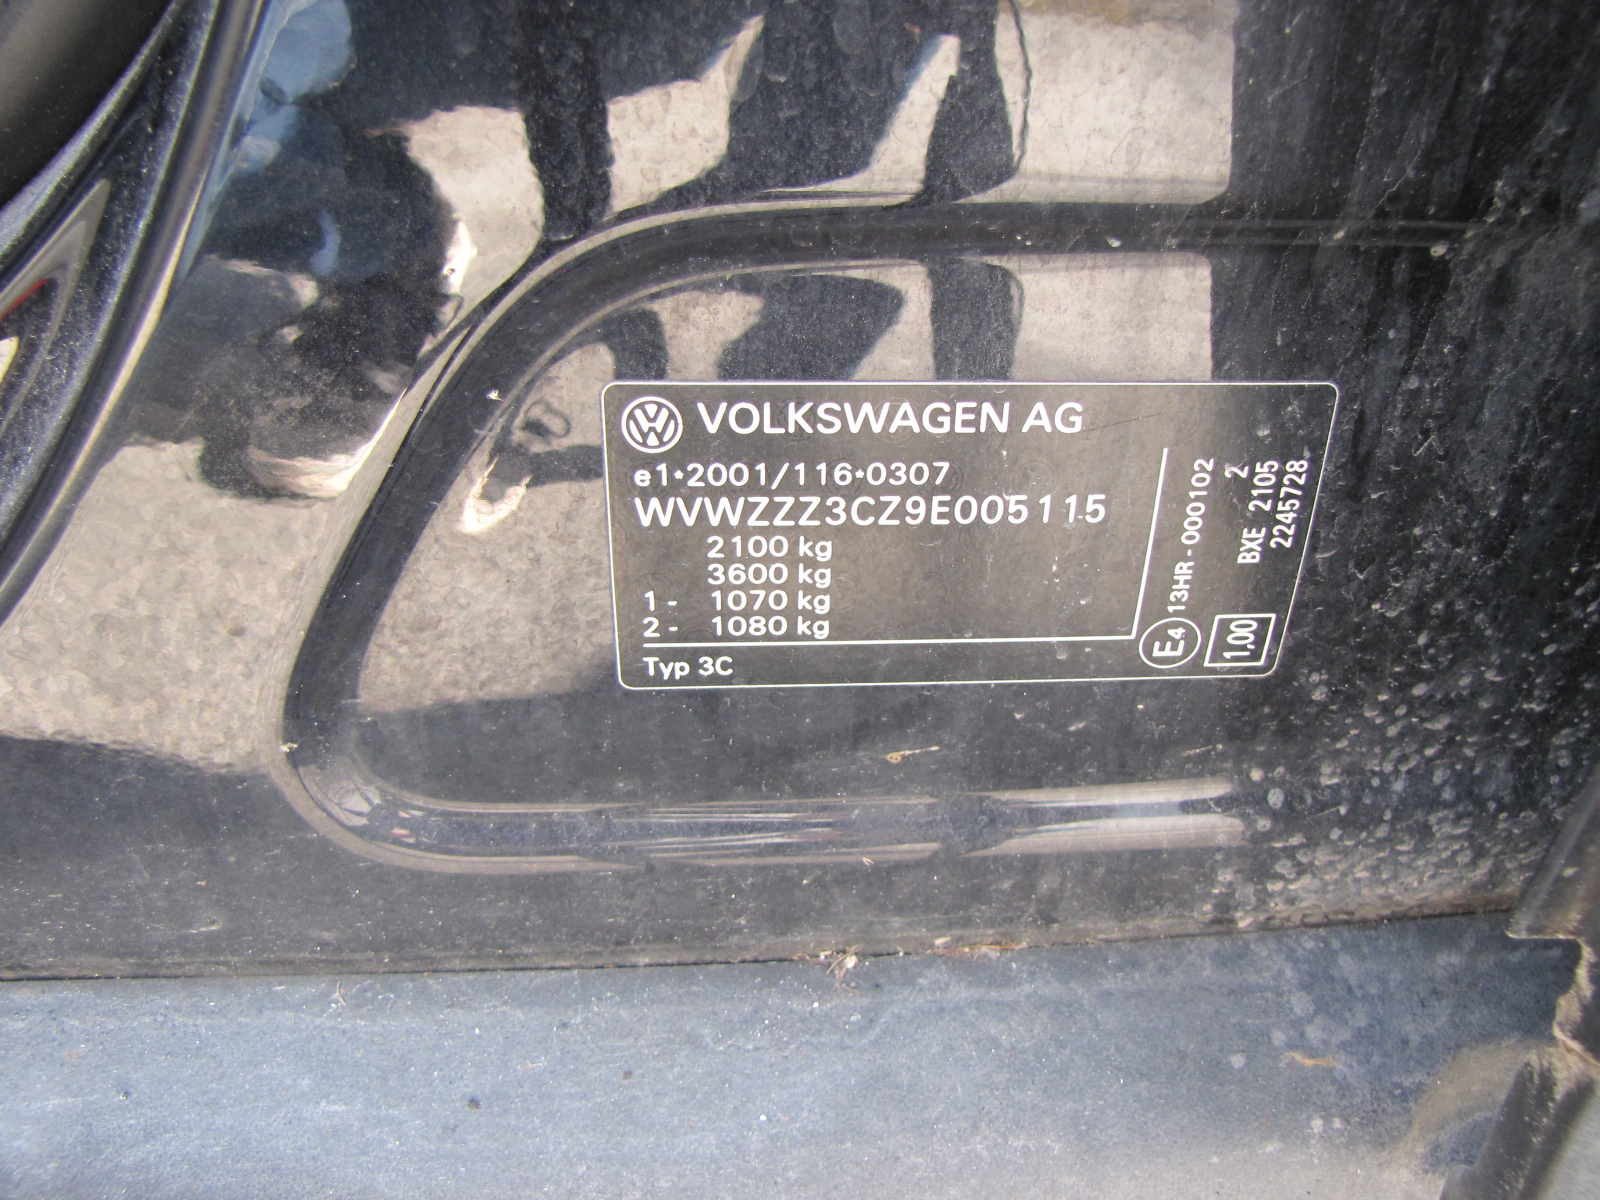 VOLKSWAGEN AG
e1*2001/116*0307
WVWZZZ3CZ9E005115
2100 kg
3600 kg
1 - 1070 kg
2 - 1080 kg
Typ 3C
E4 13HR - 000102
1,00
2
BXE 2105
2245728